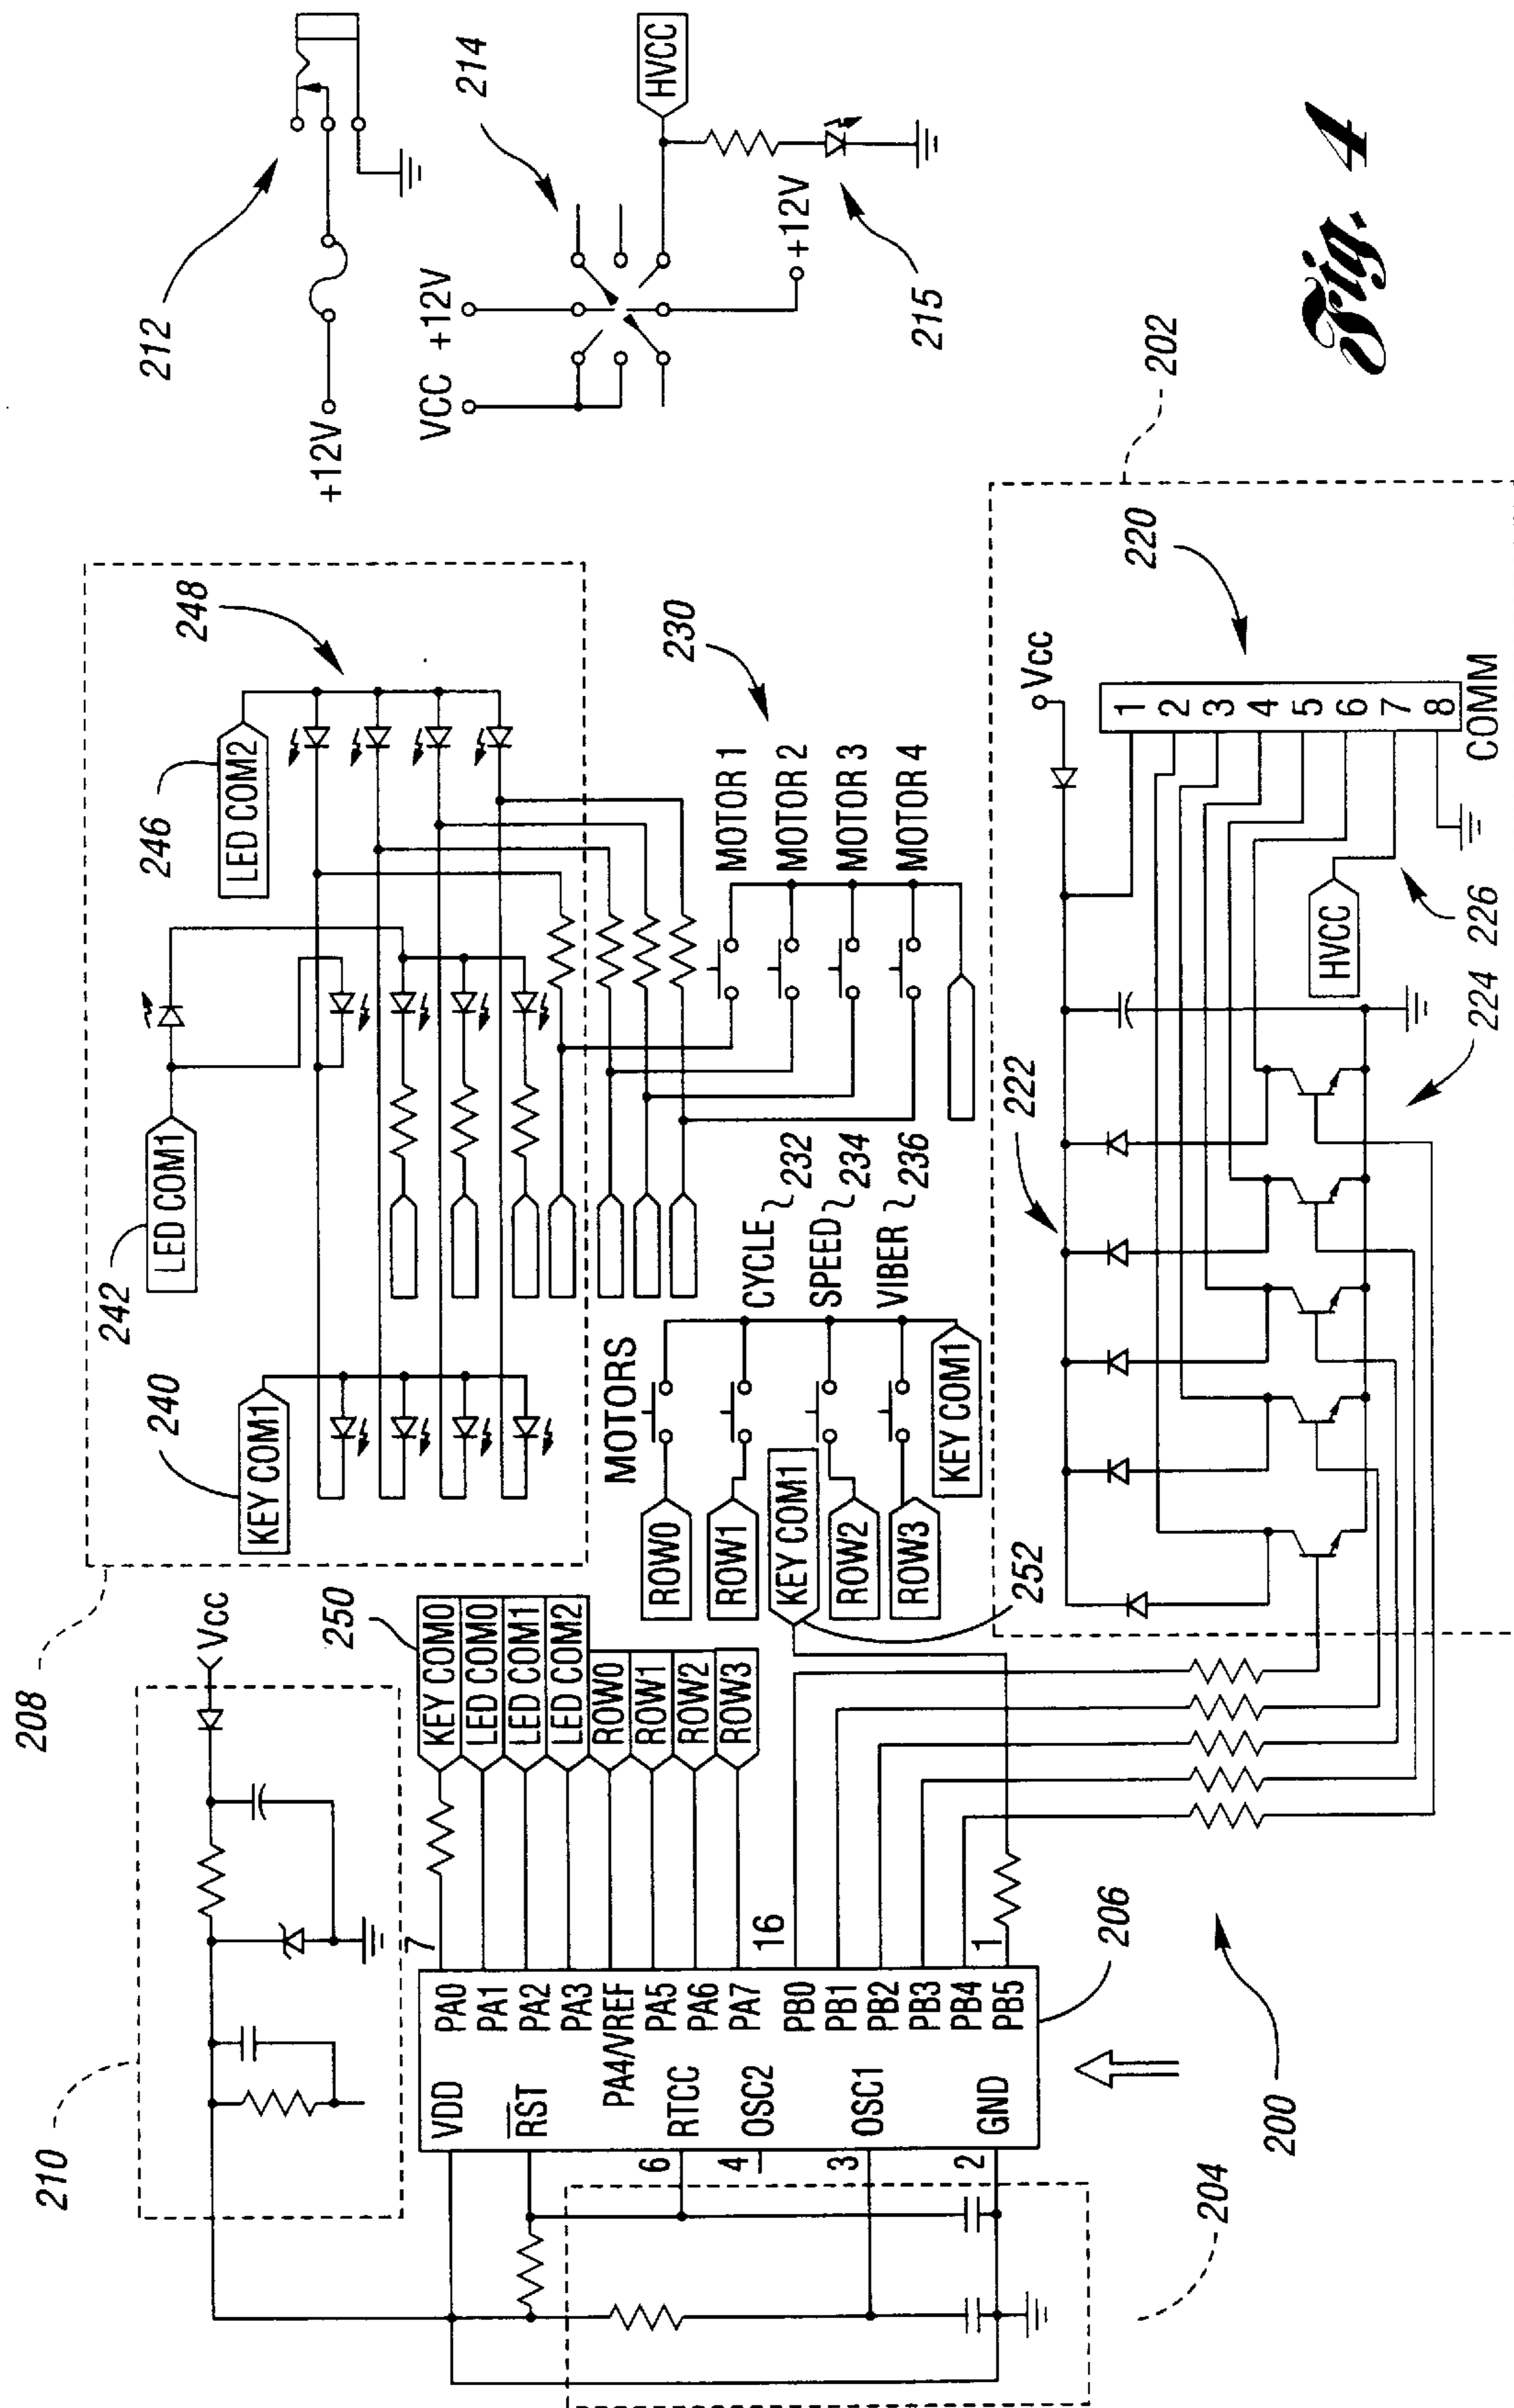 212
+12V
VCC
+12V
214
HVCC
+12V
215
Fig. 4
208
248
246
LED COM2
242
LED COM1
240
KEY COM1
230
MOTOR 1
MOTOR 2
MOTOR 3
MOTOR 4
MOTORS
CYCLE 232
SPEED 234
VIBER 236
ROW0
ROW1
KEY COM1
ROW2
ROW3
KEY COM1
252
202
220
Vcc
1
2
3
4
5
6
7
8
COMM
222
HVCC
226
224
210
Vcc
250
KEY COM0
LED COM0
LED COM1
LED COM2
ROW0
ROW1
ROW2
ROW3
7
16
1
VDD
RST
RTCC
OSC2
OSC1
GND
PA0
PA1
PA2
PA3
PA4/VREF
PA5
PA6
PA7
PB0
PB1
PB2
PB3
PB4
PB5
6
4
3
2
206
200
204